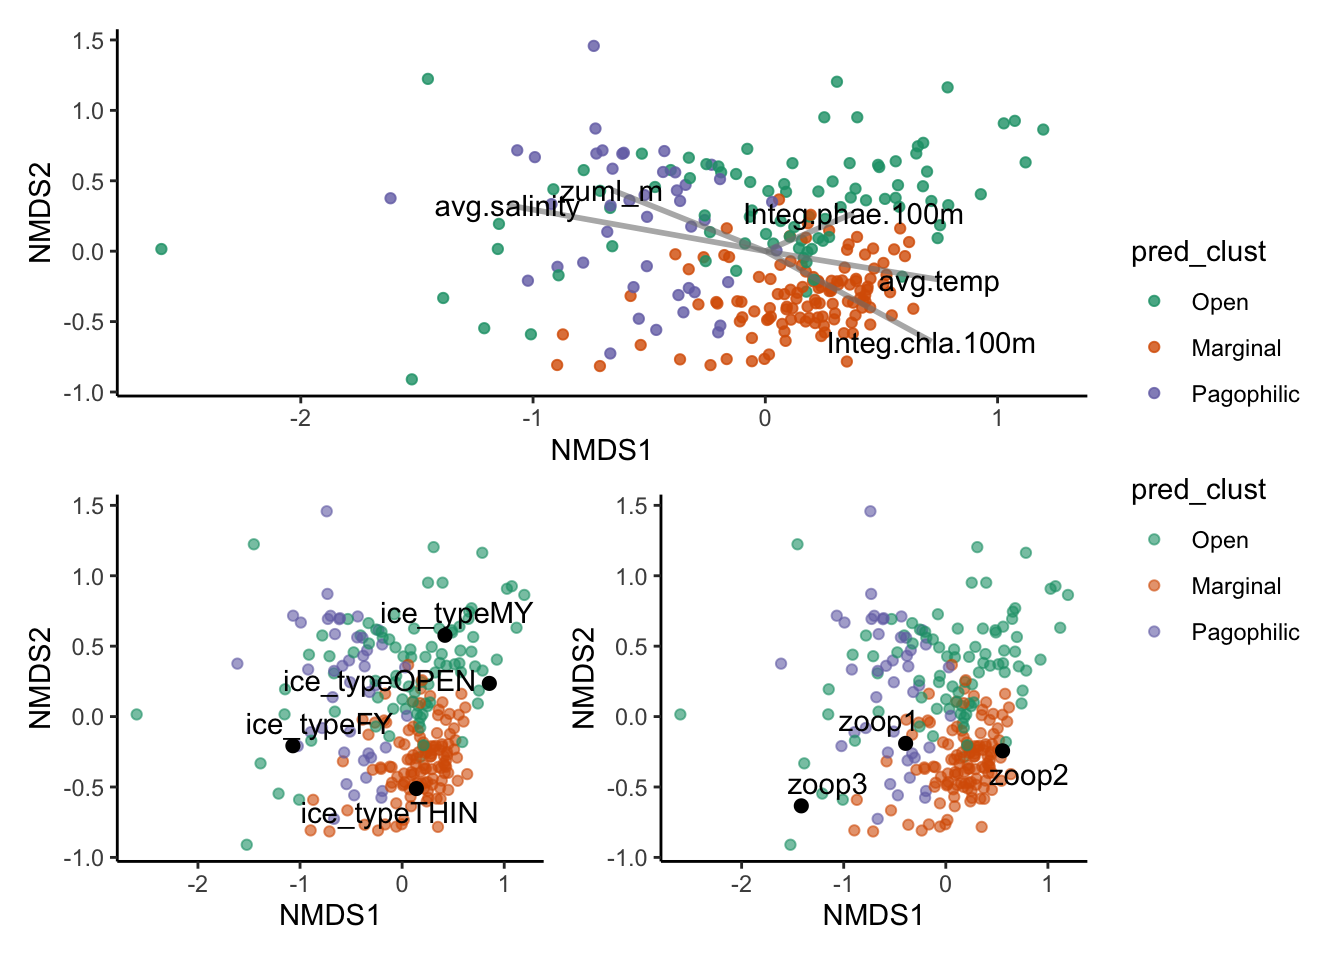 1.5
1.0
0.5
0.0
-0.5
-1.0
NMDS2
zuml_m
avg.salinity
Integ.phae.100m
avg.temp
Integ.chla.100m
-2
-1
0
1
NMDS1
pred_clust
Open
Marginal
Pagophilic
pred_clust
Open
Marginal
Pagophilic
1.5
1.0
0.5
0.0
-0.5
-1.0
NMDS2
ice_typeMY
ice_typeOPEN
ice_typeFY
ice_typeTHIN
-2
-1
0
1
NMDS1
1.5
1.0
0.5
0.0
-0.5
-1.0
NMDS2
zoop1
zoop2
zoop3
-2
-1
0
1
NMDS1